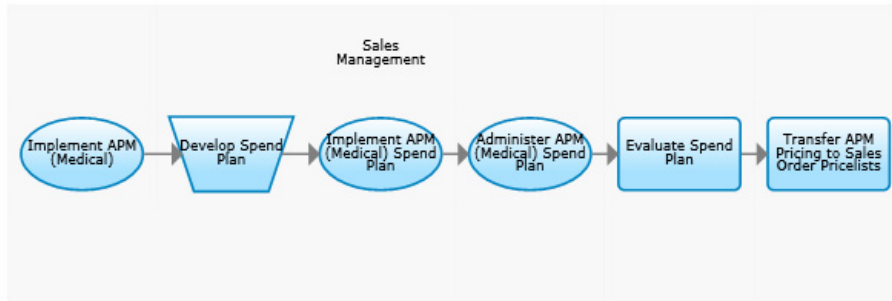 Sales
Management
Implement APM
(Medical)
Develop Spend
Plan
Implement APM
(Medical) Spend
Plan
Administer APM
(Medical) Spend
Plan
Evaluate Spend
Plan
Transfer APM
Pricing to Sales
Order Pricelists